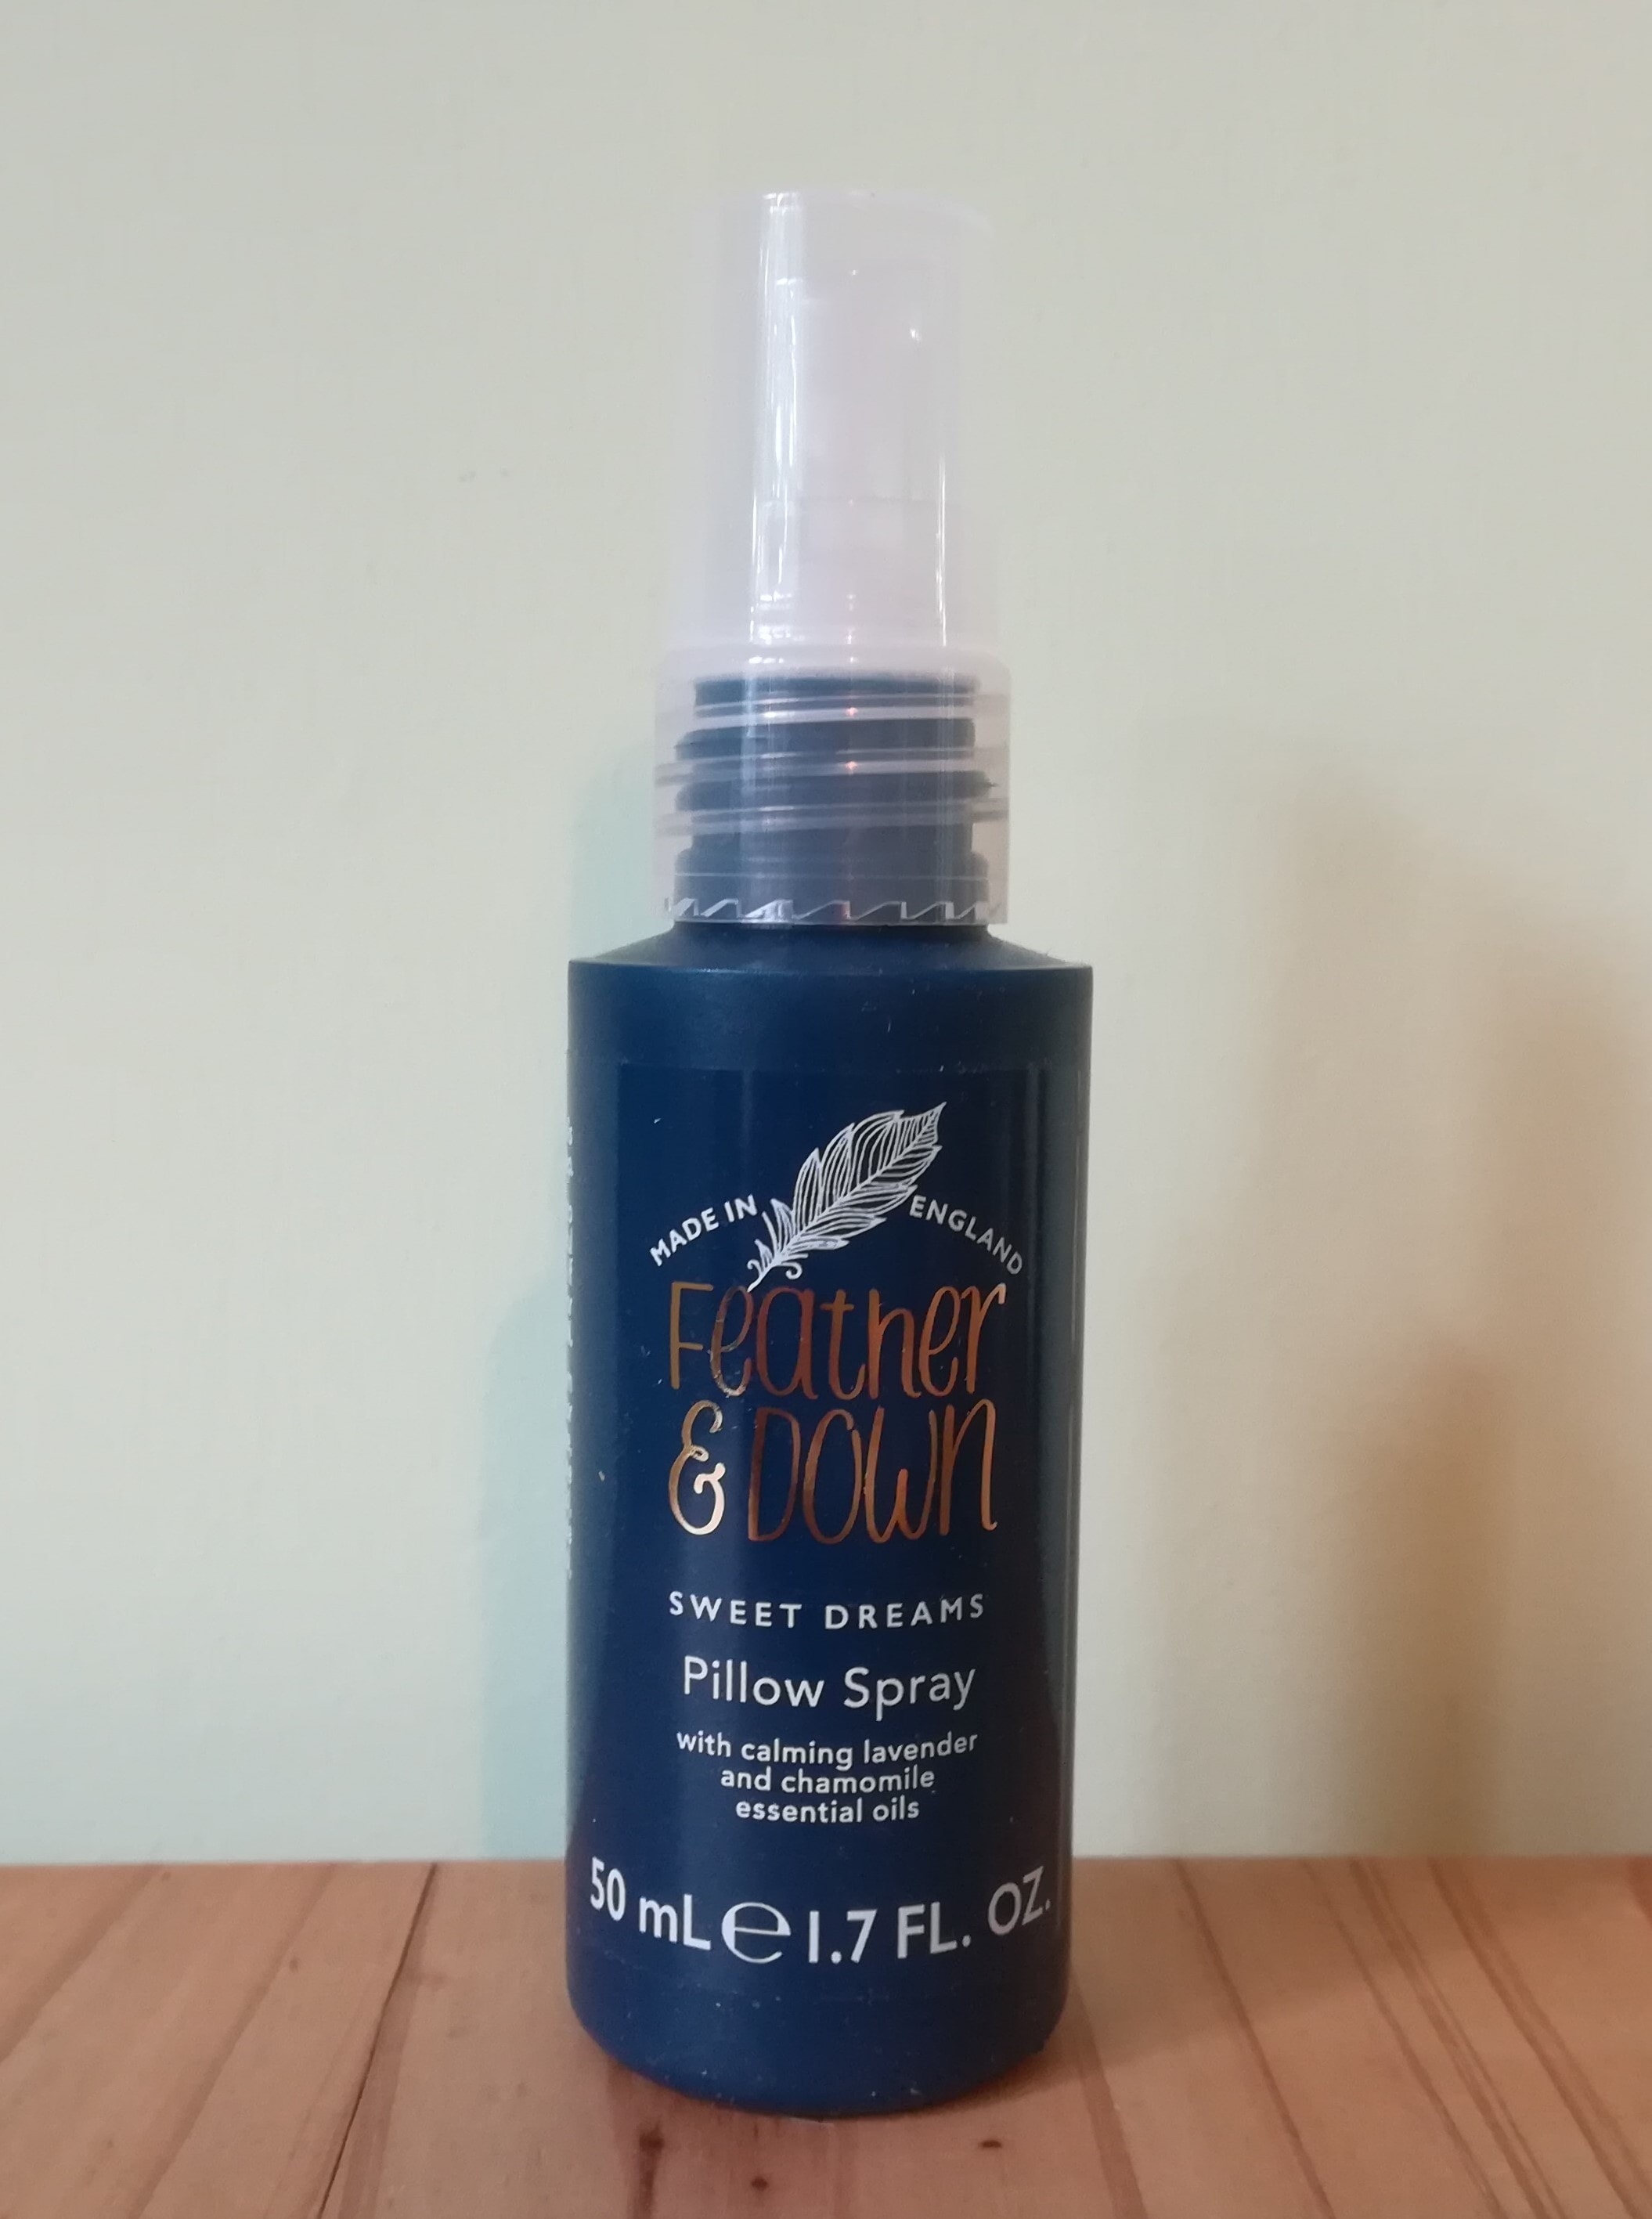 MADE IN ENGLAND
Feather
& DOWN
SWEET DREAMS
Pillow Spray
with calming lavender
and chamomile
essential oils
50 mL e 1.7 FL. OZ.